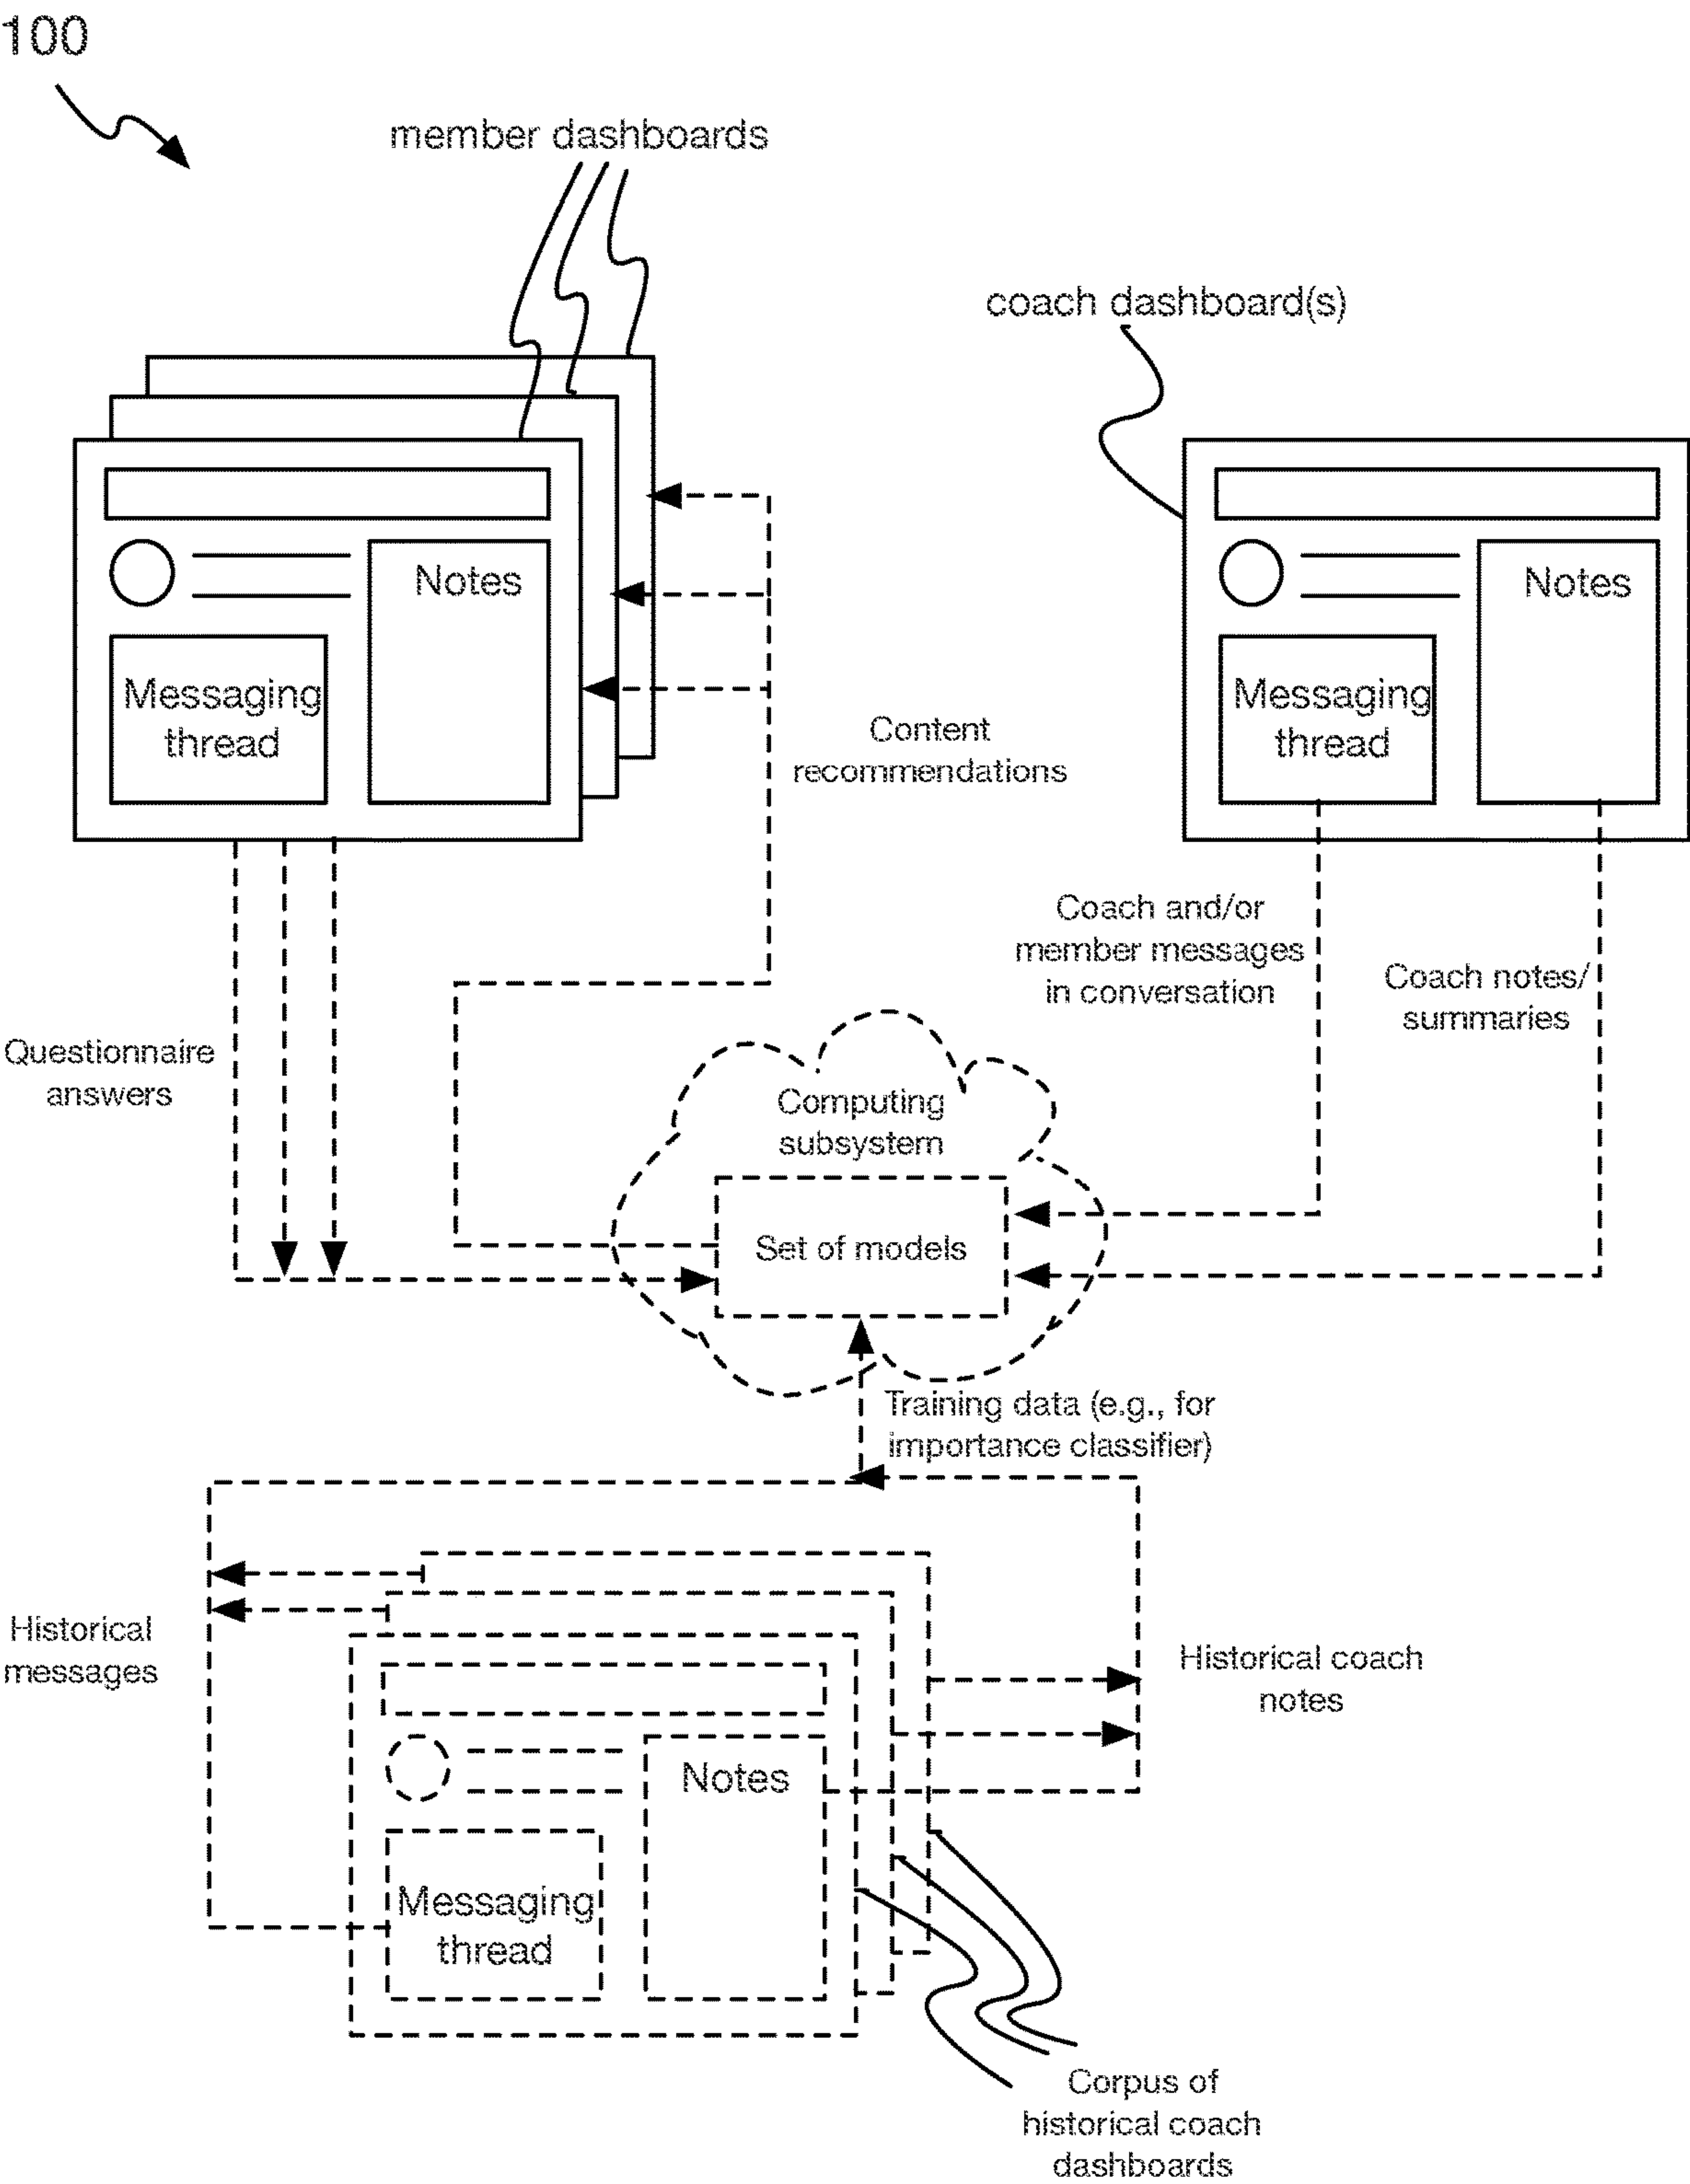 100
member dashboards
coach dashboard(s)
Notes
Messaging
thread
Notes
Messaging
thread
Content
recommendations
Coach and/or
member messages
in conversation
Coach notes/
summaries
Questionnaire
answers
Computing
subsystem
Set of models
Training data (e.g., for
importance classifier)
Historical
messages
Historical coach
notes
Notes
Messaging
thread
Corpus of
historical coach
dashboards